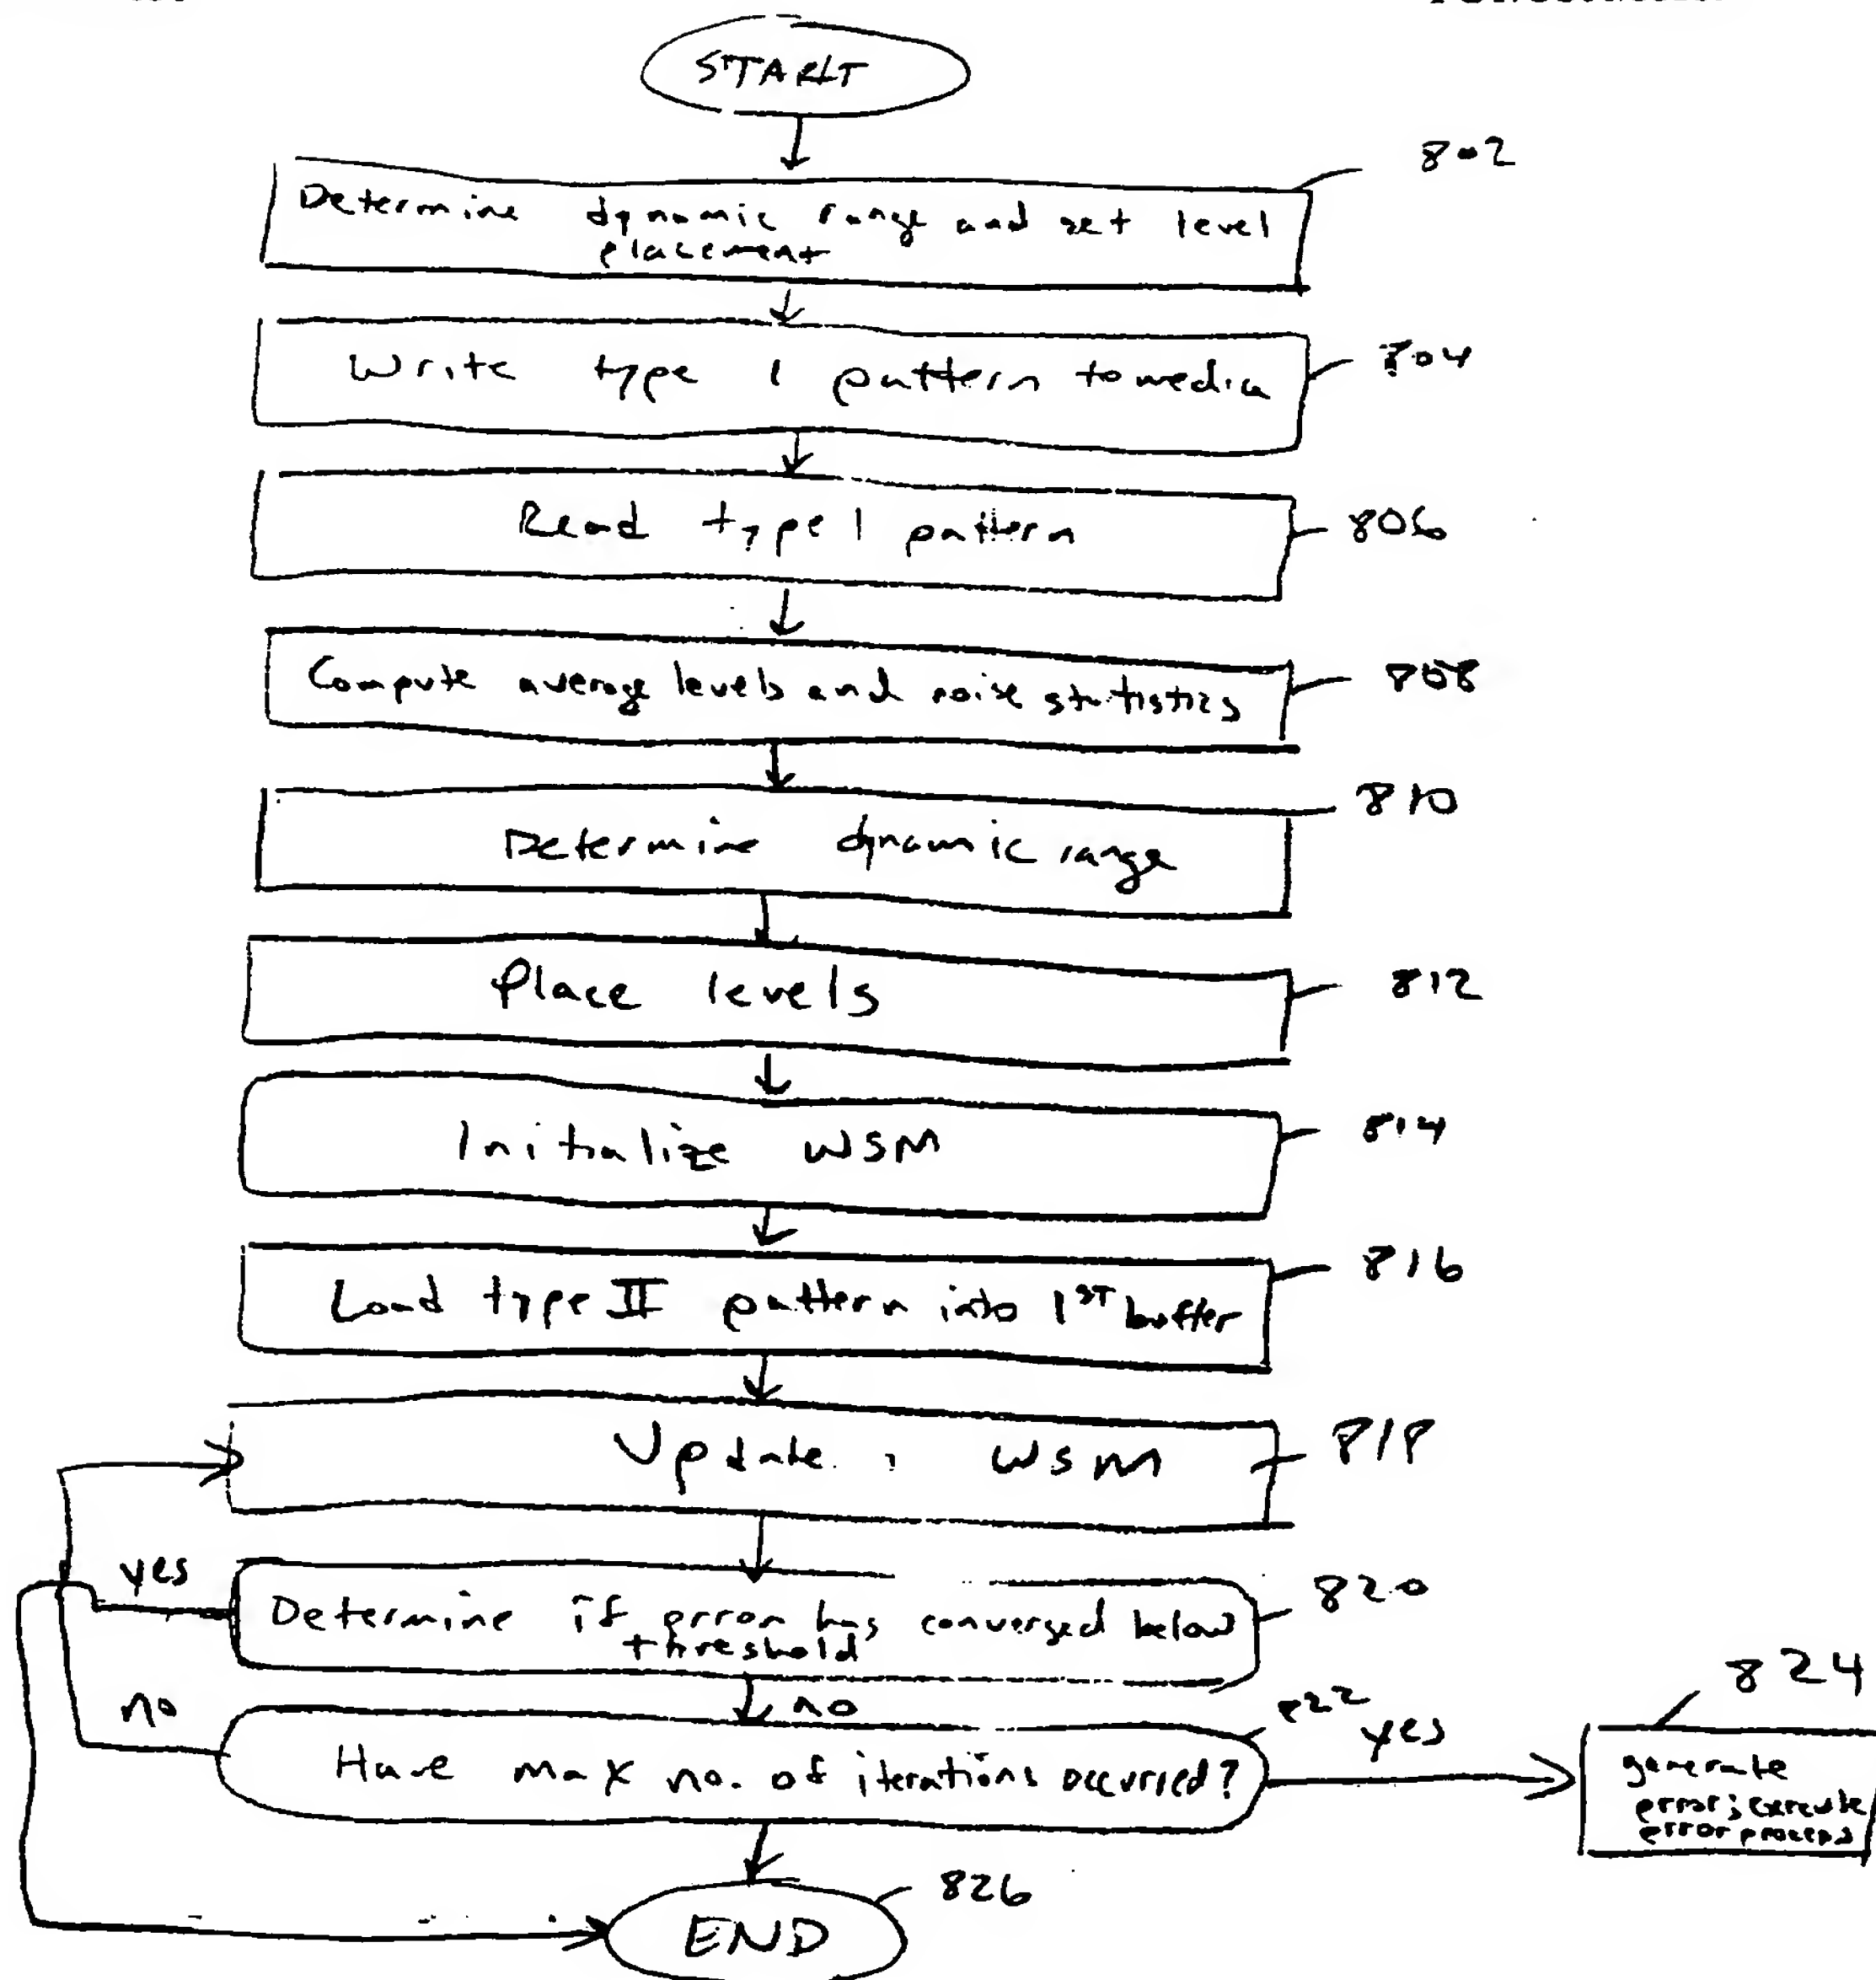 START
802
Determine dynamic range and set level
placement
Write type 1 pattern to media
804
Read type 1 pattern
806
Compute average levels and noise statistics
808
810
Determine dynamic range
Place levels
812
Initialize WSM
814
816
Load type II pattern into 1ST buffer
Update WSM
818
yes
Determine if error has converged below
threshold
820
no
no
822
yes
824
Have max no. of iterations occurred?
generate
error; execute
error process
826
END